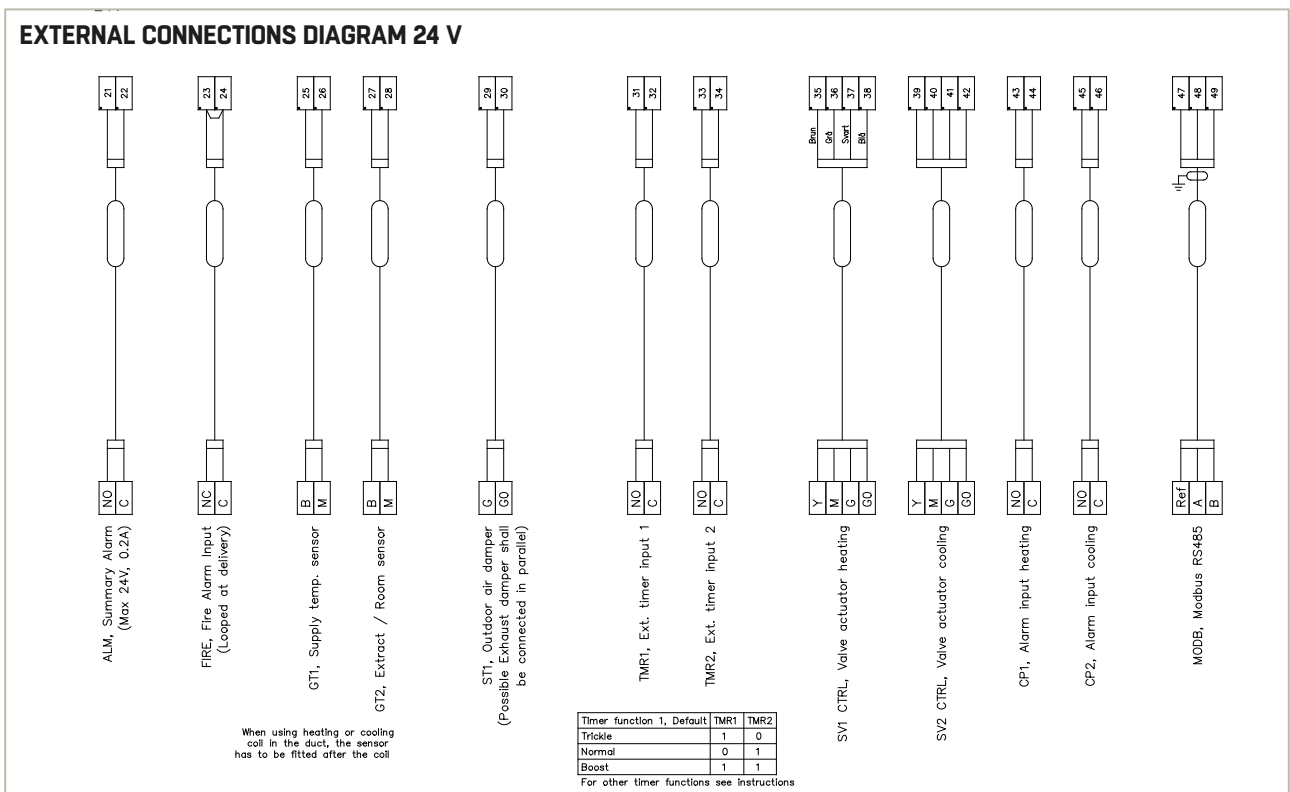 EXTERNAL CONNECTIONS DIAGRAM 24 V
21 22
23 24
25 26
27 28
29 30
31 32
33 34
35 36 37 38
39 40 41 42
43 44
45 46
47 48 49
Brun
Grå
Svart
Blå
NO C
NC C
B M
B M
G G0
NO C
NO C
Y M G G0
Y M G G0
NO C
NO C
Ref A B
ALM, Summary Alarm
(Max 24V, 0.2A)
FIRE, Fire Alarm Input
(Looped at delivery)
GT1, Supply temp. sensor
GT2, Extract / Room sensor
ST1, Outdoor air damper
(Possible Exhaust damper shall
be connected in parallel)
TMR1, Ext. timer input 1
TMR2, Ext. timer input 2
SV1 CTRL, Valve actuator heating
SV2 CTRL, Valve actuator cooling
CP1, Alarm input heating
CP2, Alarm input cooling
MODB, Modbus RS485
When using heating or cooling
coil in the duct, the sensor
has to be fitted after the coil
Timer function 1, Default TMR1 TMR2
Trickle 1 0
Normal 0 1
Boost 1 1
For other timer functions see instructions